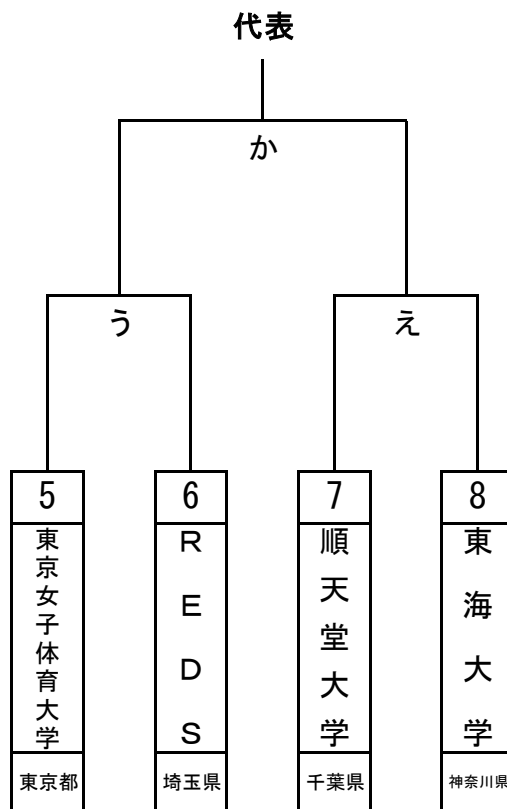 代表
か
う
え
5
6
7
8
東京女子体育大学
REDS
順天堂大学
東海大学
東京都
埼玉県
千葉県
神奈川県